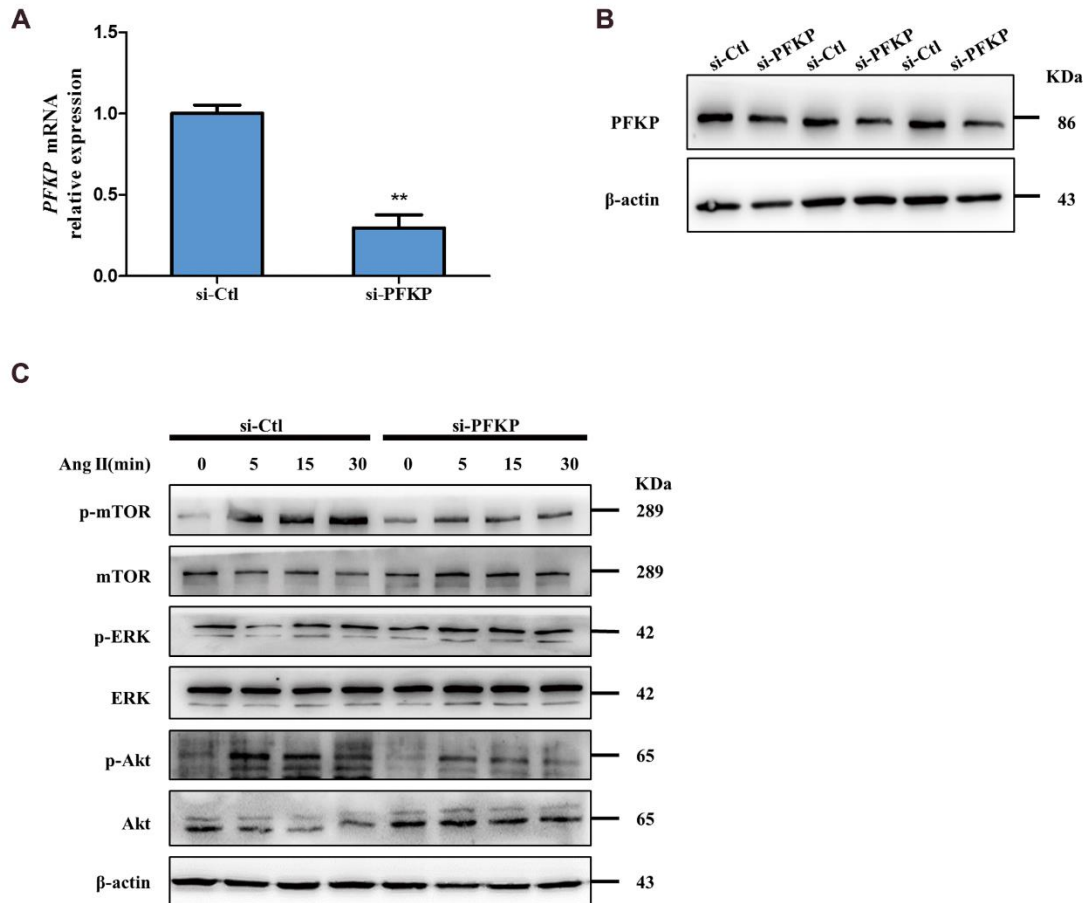 A
PFKP mRNA
relative expression
1.0
0.5
0.0
**
si-Ctl
si-PFKP
B
si-Ctl si-PFKP si-Ctl si-PFKP si-Ctl si-PFKP
KDa
PFKP 86
β-actin 43
C
si-Ctl si-PFKP
Ang II(min) 0 5 15 30 0 5 15 30
KDa
p-mTOR 289
mTOR 289
p-ERK 42
ERK 42
p-Akt 65
Akt 65
β-actin 43